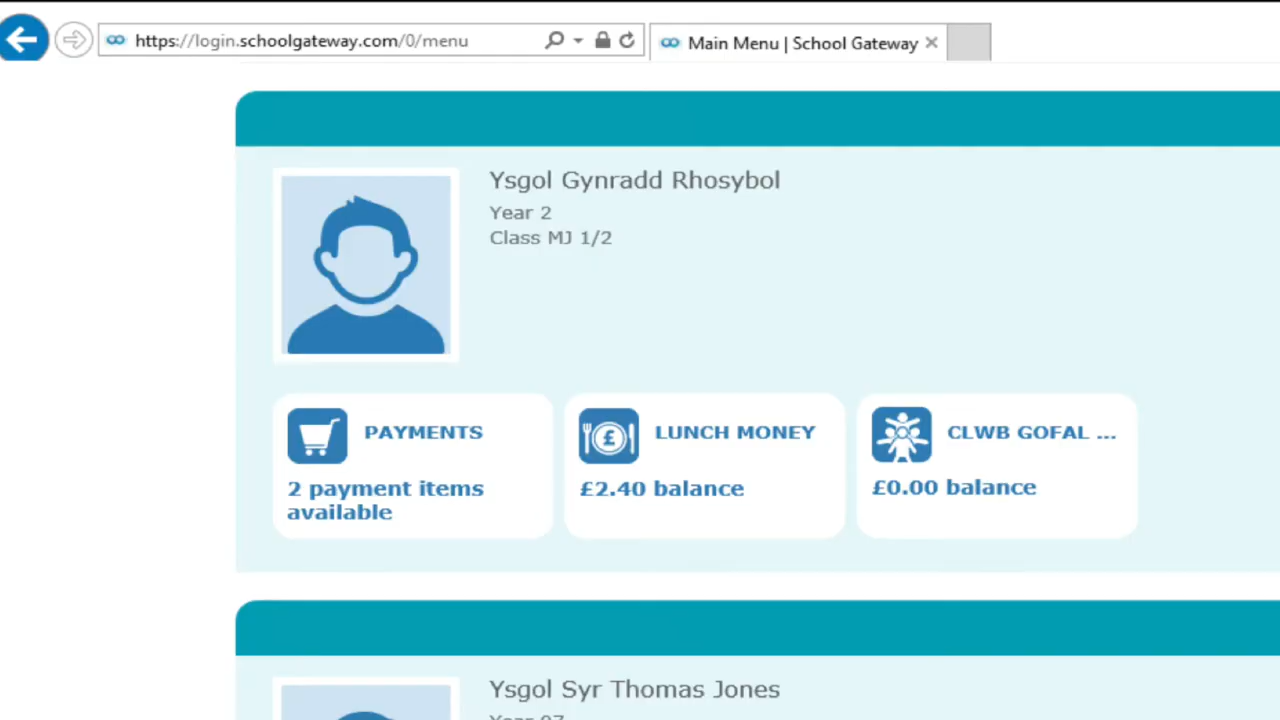 https://login.schoolgateway.com/0/menu
Main Menu | School Gateway
Ysgol Gynradd Rhosybol
Year 2
Class MJ 1/2
PAYMENTS
2 payment items
available
LUNCH MONEY
£2.40 balance
CLWB GOFAL ...
£0.00 balance
Ysgol Syr Thomas Jones
Year 07